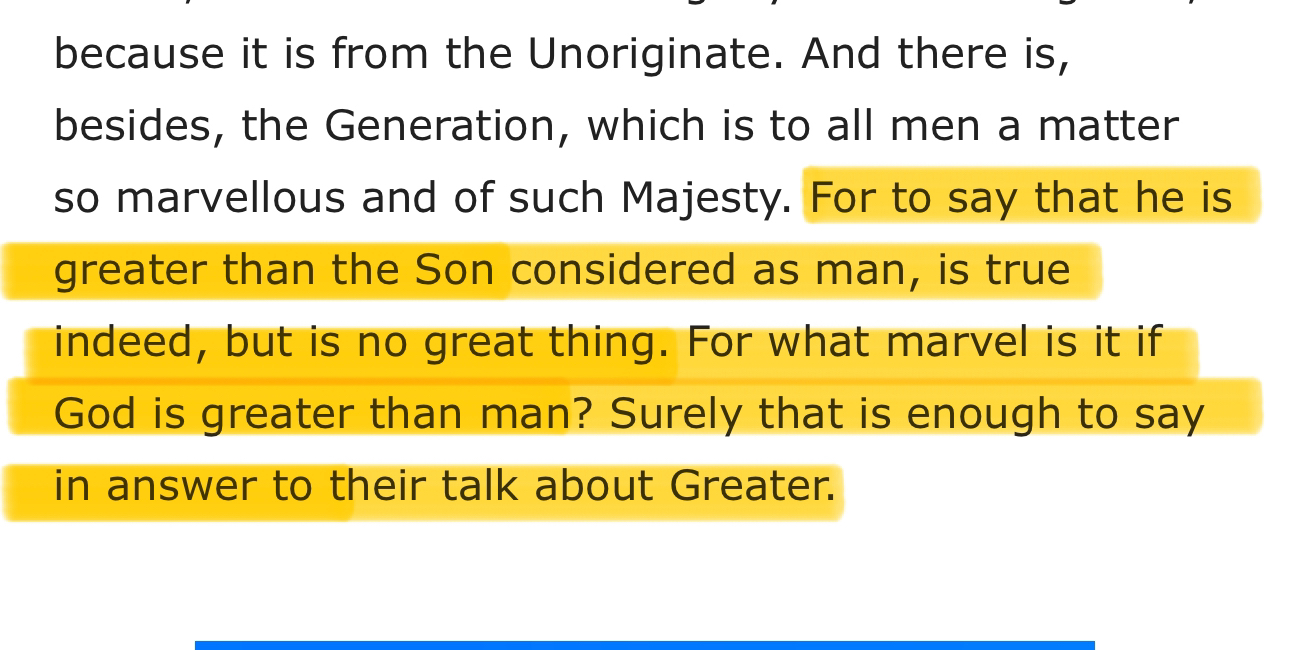 because it is from the Unoriginate. And there is,
besides, the Generation, which is to all men a matter
so marvellous and of such Majesty. For to say that he is
greater than the Son considered as man, is true
indeed, but is no great thing. For what marvel is it if
God is greater than man? Surely that is enough to say
in answer to their talk about Greater.